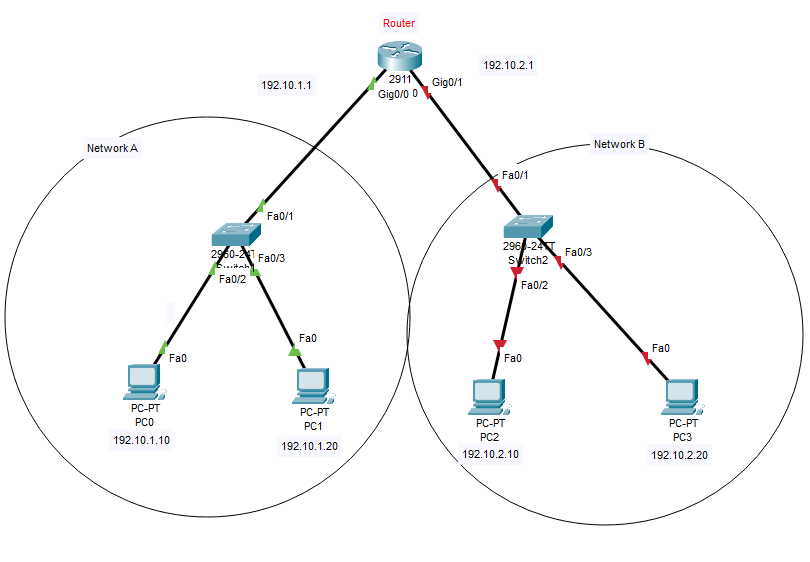 Router
192.10.2.1
2911
Gig0/1
192.10.1.1
Gig0/0 0
Network A
Network B
Fa0/1
Fa0/1
2960-24TT
Switch2
Fa0/3
Fa0/3
Fa0/2
Fa0/2
Fa0
Fa0
Fa0
Fa0
PC-PT
PC0
192.10.1.10
PC-PT
PC1
192.10.1.20
PC-PT
PC2
192.10.2.10
PC-PT
PC3
192.10.2.20